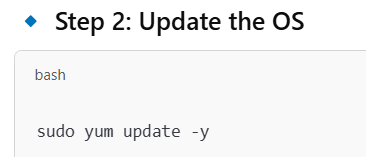 Step 2: Update the OS
bash
sudo yum update -y